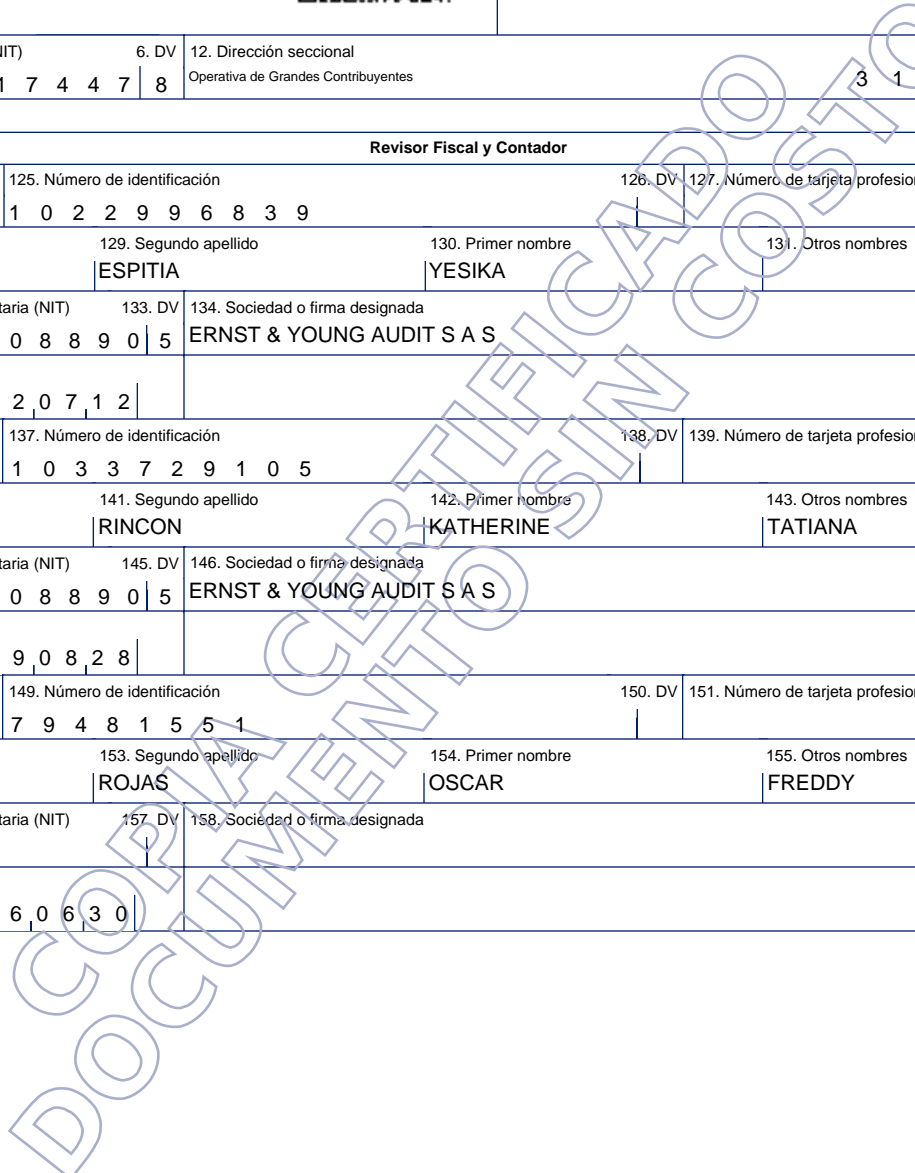 6. DV 12. Dirección seccional
7 4 4 7 8 Operativa de Grandes Contribuyentes 3 1
Revisor Fiscal y Contador
125. Número de identificación 126. DV 127. Número de tarjeta
1 0 2 2 9 9 6 8 3 9
129. Segundo apellido 130. Primer nombre 131. Otros nombres
ESPITIA YESIKA
(NIT) 133. DV 134. Sociedad o firma designada
0 8 8 9 0 5 ERNST & YOUNG AUDIT S A S
2 0 7 1 2
137. Número de identificación 138. DV 139. Número de tarjeta
1 0 3 3 7 2 9 1 0 5
141. Segundo apellido 142. Primer nombre 143. Otros nombres
RINCON KATHERINE TATIANA
(NIT) 145. DV 146. Sociedad o firma designada
0 8 8 9 0 5 ERNST & YOUNG AUDIT S A S
9 0 8 2 8
149. Número de identificación 150. DV 151. Número de tarjeta
7 9 4 8 1 5 5 1
153. Segundo apellido 154. Primer nombre 155. Otros nombres
ROJAS OSCAR FREDDY
(NIT) 157. DV 158. Sociedad o firma designada
6 0 6 3 0
COPIA CERTIFICADO
DOCUMENTO SIN COSTO